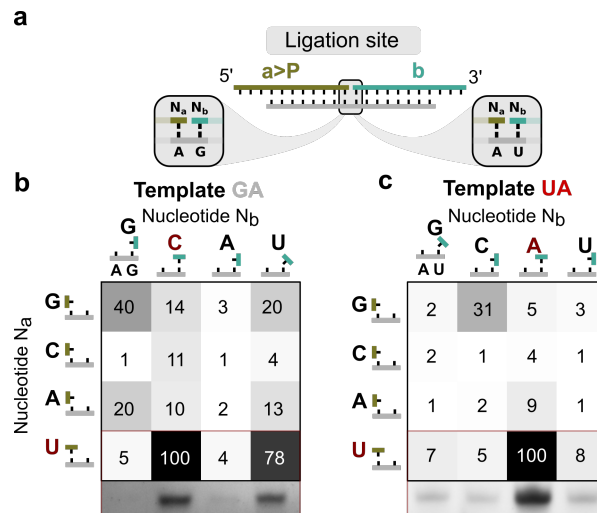 a
Ligation site
5' a>P b 3'
Na Nb
A G
Na Nb
A U
b
Template GA
Nucleotide Nb
G C A U
A G
Nucleotide Na
G 40 14 3 20
C 1 11 1 4
A 20 10 2 13
U 5 100 4 78
c
Template UA
Nucleotide Nb
G C A U
A U
G 2 31 5 3
C 2 1 4 1
A 1 2 9 1
U 7 5 100 8